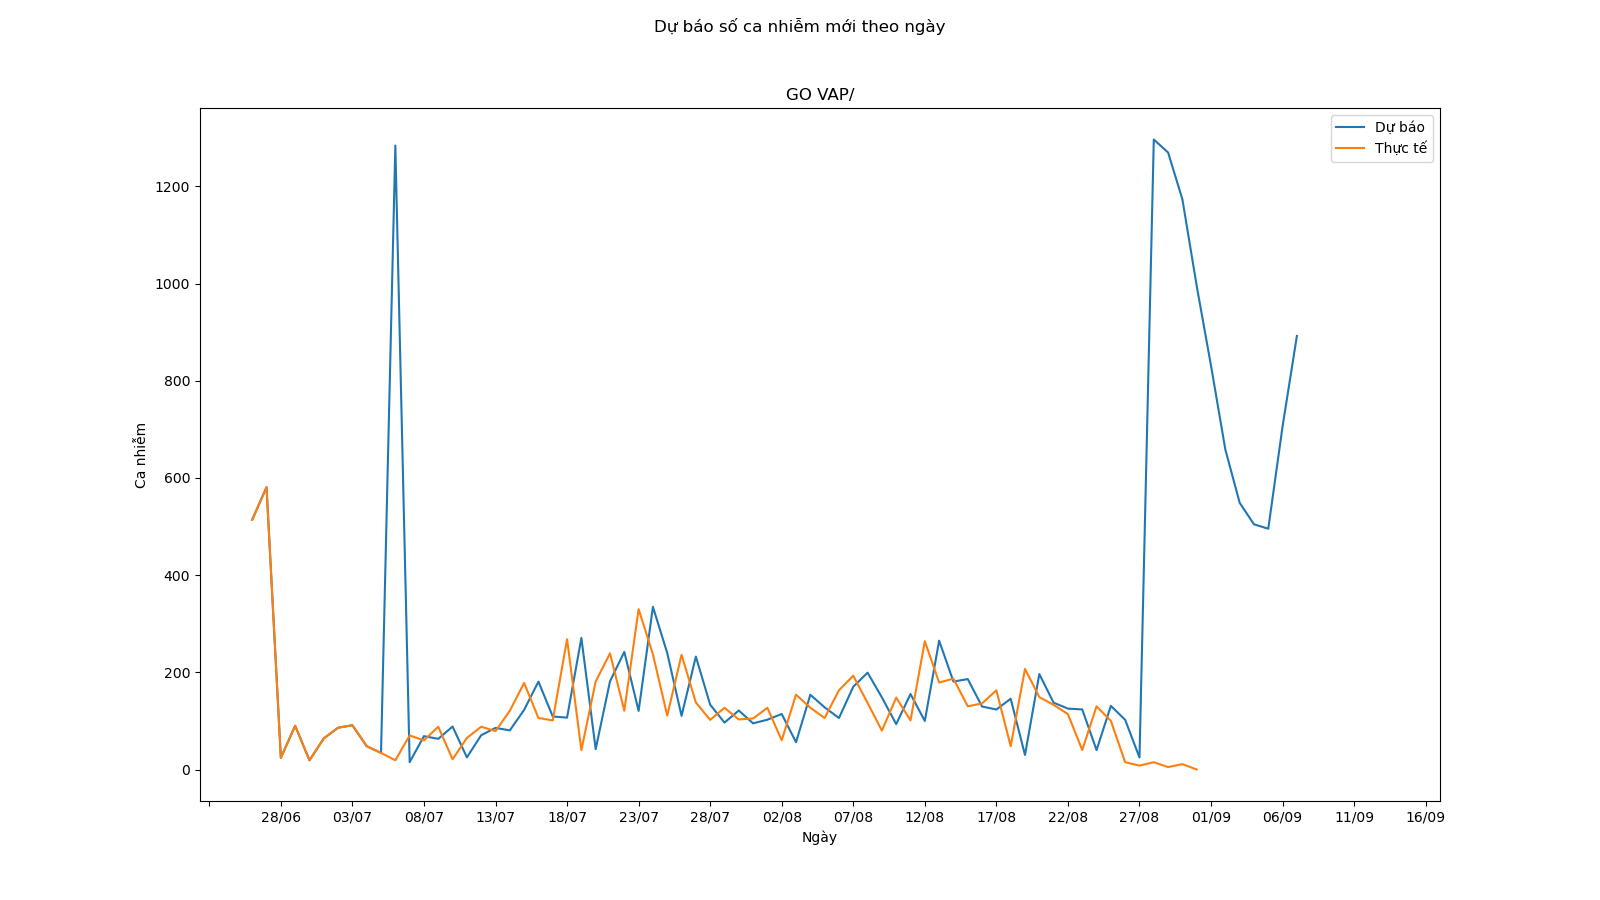 Dự báo số ca nhiễm mới theo ngày
GO VAP/
Dự báo
Thực tế
1200
1000
800
600
400
200
0
Ca nhiễm
28/06 03/07 08/07 13/07 18/07 23/07 28/07 02/08 07/08 12/08 17/08 22/08 27/08 01/09 06/09 11/09 16/09
Ngày